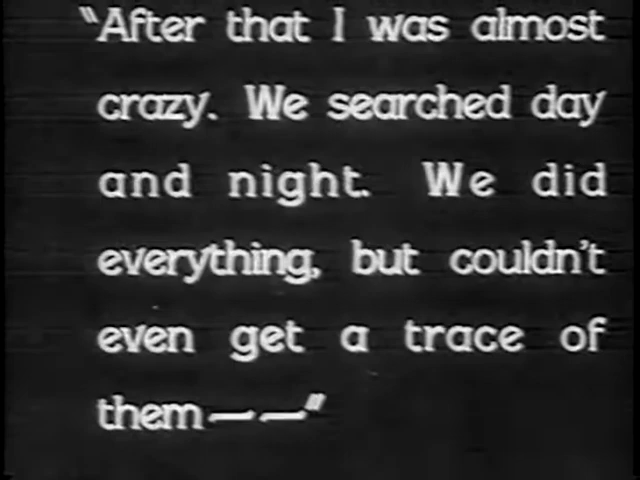 “After that I was almost
crazy. We searched day
and night. We did
everything, but couldn't
even get a trace of
them — —”